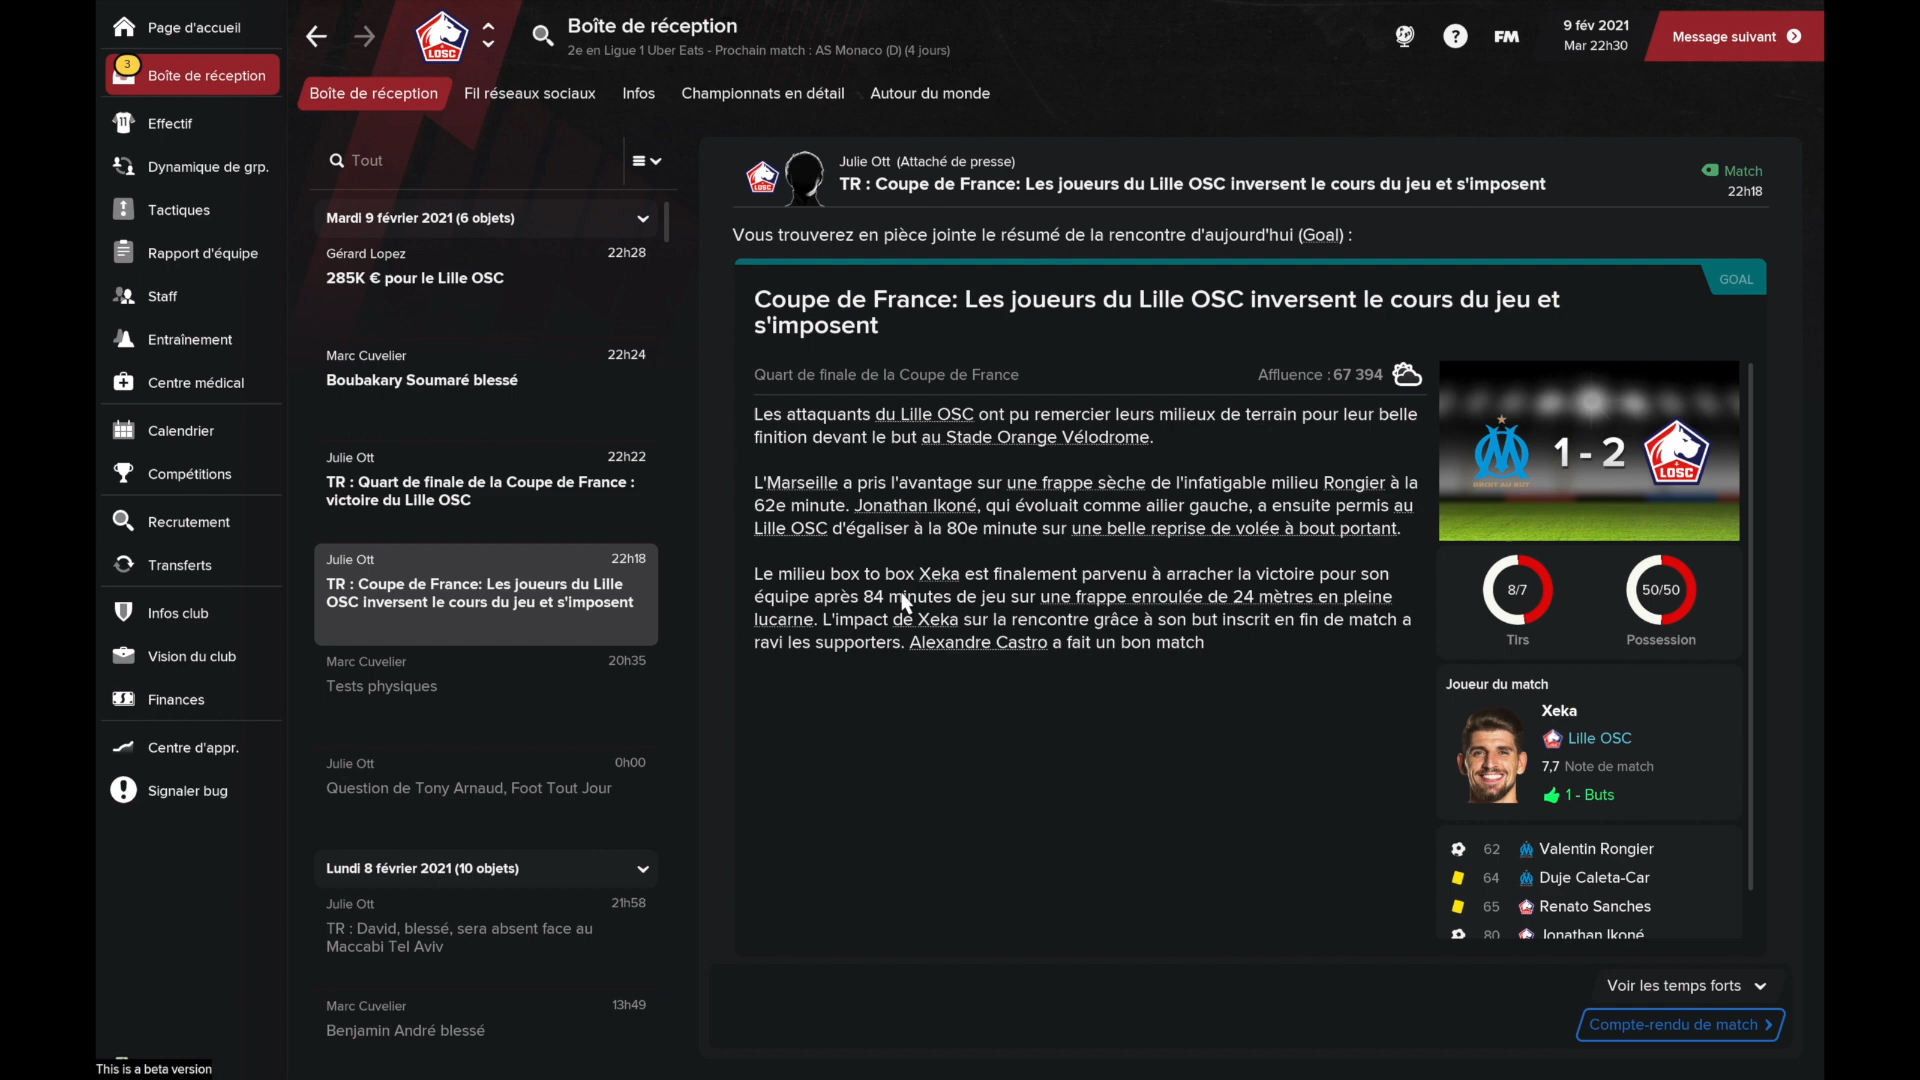 Page d'accueil
3
Boîte de réception
Effectif
Dynamique de grp.
Tactiques
Rapport d'équipe
Staff
Entraînement
Centre médical
Calendrier
Compétitions
Recrutement
Transferts
Infos club
Vision du club
Finances
Centre d'appr.
Signaler bug
This is a beta version
LOSC
Boîte de réception
2e en Ligue 1 Uber Eats - Prochain match : AS Monaco (D) (4 jours)
FM
9 fév 2021
Mar 22h30
Message suivant
Boîte de réception
Fil réseaux sociaux
Infos
Championnats en détail
Autour du monde
Tout
Mardi 9 février 2021 (6 objets)
Gérard Lopez 22h28
285K € pour le Lille OSC
Marc Cuvelier 22h24
Boubakary Soumaré blessé
Julie Ott 22h22
TR : Quart de finale de la Coupe de France :
victoire du Lille OSC
Julie Ott 22h18
TR : Coupe de France: Les joueurs du Lille
OSC inversent le cours du jeu et s'imposent
Marc Cuvelier 20h35
Tests physiques
Julie Ott 0h00
Question de Tony Arnaud, Foot Tout Jour
Lundi 8 février 2021 (10 objets)
Julie Ott 21h58
TR : David, blessé, sera absent face au
Maccabi Tel Aviv
Marc Cuvelier 13h49
Benjamin André blessé
Julie Ott (Attaché de presse)
TR : Coupe de France: Les joueurs du Lille OSC inversent le cours du jeu et s'imposent
Match
22h18
Vous trouverez en pièce jointe le résumé de la rencontre d'aujourd'hui (Goal) :
GOAL
Coupe de France: Les joueurs du Lille OSC inversent le cours du jeu et
s'imposent
Quart de finale de la Coupe de France
Affluence : 67 394
Les attaquants du Lille OSC ont pu remercier leurs milieux de terrain pour leur belle
finition devant le but au Stade Orange Vélodrome.
L'Marseille a pris l'avantage sur une frappe sèche de l'infatigable milieu Rongier à la
62e minute. Jonathan Ikoné, qui évoluait comme ailier gauche, a ensuite permis au
Lille OSC d'égaliser à la 80e minute sur une belle reprise de volée à bout portant.
Le milieu box to box Xeka est finalement parvenu à arracher la victoire pour son
équipe après 84 minutes de jeu sur une frappe enroulée de 24 mètres en pleine
lucarne. L'impact de Xeka sur la rencontre grâce à son but inscrit en fin de match a
ravi les supporters. Alexandre Castro a fait un bon match
DROIT AU BUT
1 - 2
LOSC
8/7
Tirs
50/50
Possession
Joueur du match
Xeka
Lille OSC
7,7 Note de match
1 - Buts
62 Valentin Rongier
64 Duje Caleta-Car
65 Renato Sanches
80 Jonathan Ikoné
Voir les temps forts
Compte-rendu de match